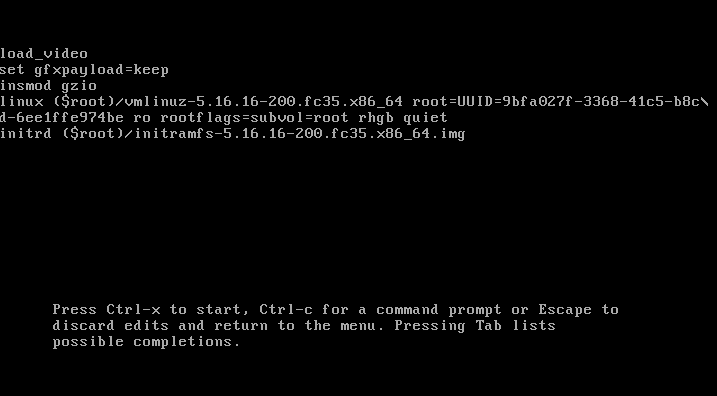 load_video
set gfxpayload=keep
insmod gzio
linux ($root)/vmlinuz-5.16.16-200.fc35.x86_64 root=UUID=9bfa027f-3368-41c5-b8c\
d-6ee1ffe974be ro rootflags=subvol=root rhgb quiet
initrd ($root)/initramfs-5.16.16-200.fc35.x86_64.img
Press Ctrl-x to start, Ctrl-c for a command prompt or Escape to
discard edits and return to the menu. Pressing Tab lists
possible completions.